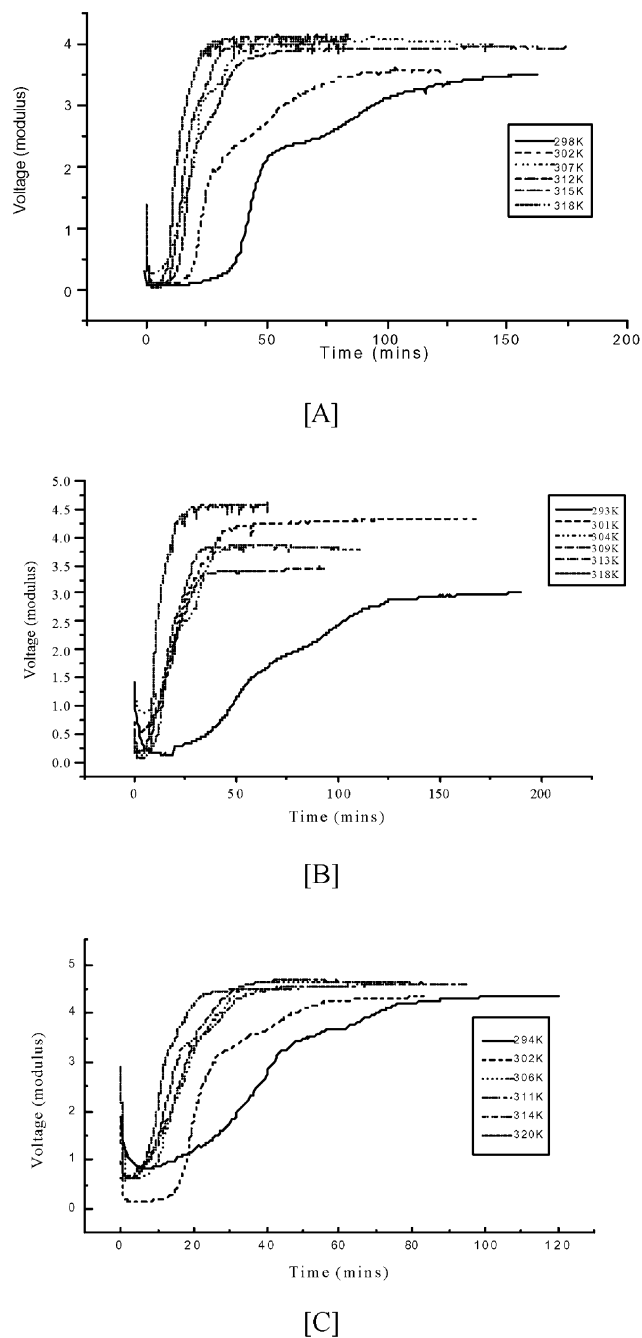 4
3
2
1
0
Voltage (modulus)
298K
302K
307K
312K
315K
318K
0
50
100
150
200
Time (mins)
[A]
5.0
4.5
4.0
3.5
3.0
2.5
2.0
1.5
1.0
0.5
0.0
Voltage (modulus)
293K
301K
304K
309K
313K
318K
0
50
100
150
200
Time (mins)
[B]
5
4
3
2
1
0
Voltage (modulus)
294K
302K
306K
311K
314K
320K
0
20
40
60
80
100
120
Time (mins)
[C]